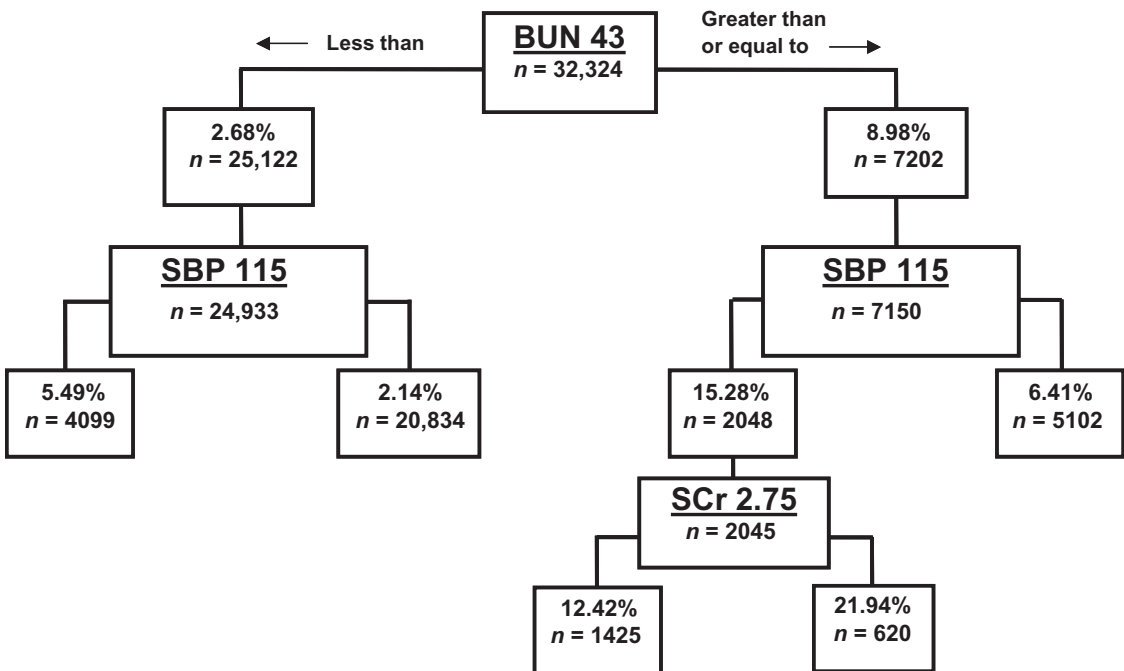 Less than
BUN 43
n = 32,324
Greater than
or equal to
2.68%
n = 25,122
8.98%
n = 7202
SBP 115
n = 24,933
SBP 115
n = 7150
5.49%
n = 4099
2.14%
n = 20,834
15.28%
n = 2048
6.41%
n = 5102
SCr 2.75
n = 2045
12.42%
n = 1425
21.94%
n = 620